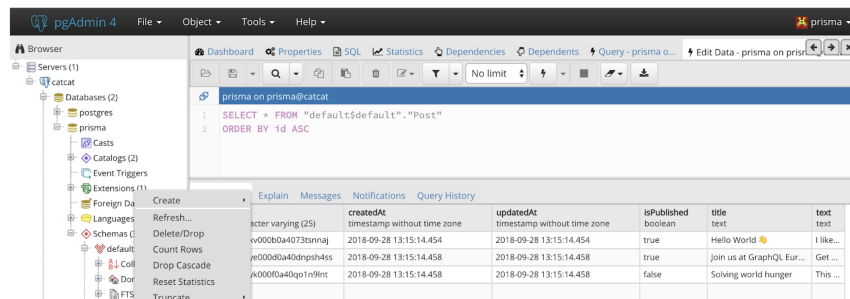 pgAdmin 4 File Object Tools Help prisma
Browser
Dashboard Properties SQL Statistics Dependencies Dependents Query - prisma o... Edit Data - prisma on prisr
Servers (1)
catcat
No limit
Databases (2)
prisma on prisma@catcat
postgres
1 SELECT * FROM "default$default"."Post"
prisma
2 ORDER BY id ASC
Casts
Catalogs (2)
Event Triggers
Extensions (1)
Explain Messages Notifications Query History
Foreign Da
Create
Languages
Refresh...
Schemas (3
Delete/Drop
default
Count Rows
Coll
Drop Cascade
Dor
Reset Statistics
FTS
Truncate
acter varying (25)
createdAt
timestamp without time zone
updatedAt
timestamp without time zone
isPublished
boolean
title
text
text
text
v000b0a4073tsnnaj 2018-09-28 13:15:14.454 2018-09-28 13:15:14.454 true Hello World 👋 I like...
e000d0a40dnpsh4ss 2018-09-28 13:15:14.458 2018-09-28 13:15:14.458 true Join us at GraphQL Eur... Get ...
k000f0a40qo1n9lnt 2018-09-28 13:15:14.458 2018-09-28 13:15:14.458 false Solving world hunger This ...